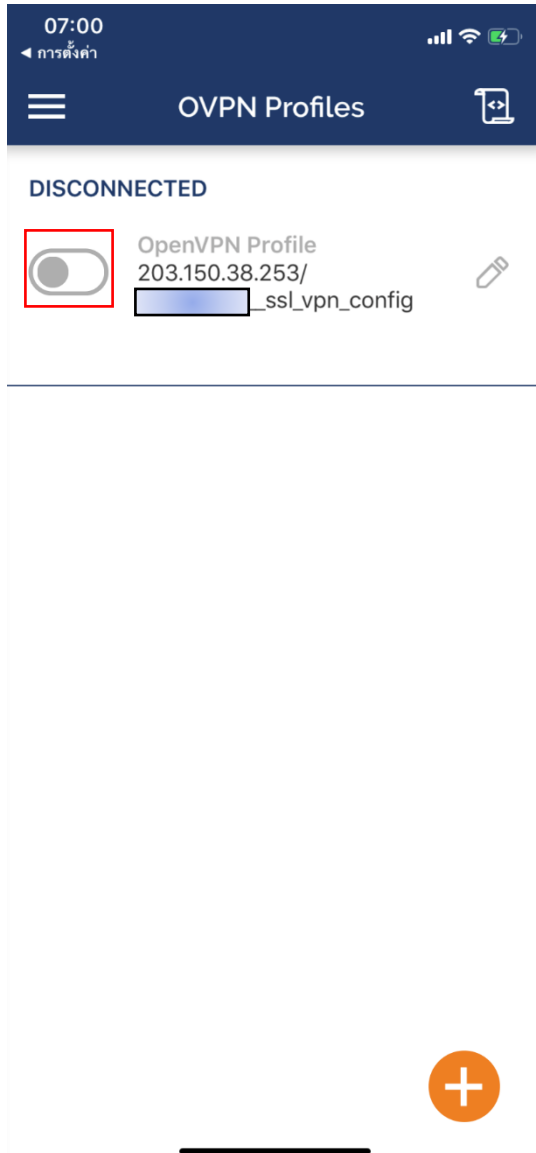 07:00
◀ การตั้งค่า
OVPN Profiles
DISCONNECTED
OpenVPN Profile
203.150.38.253/
_ssl_vpn_config